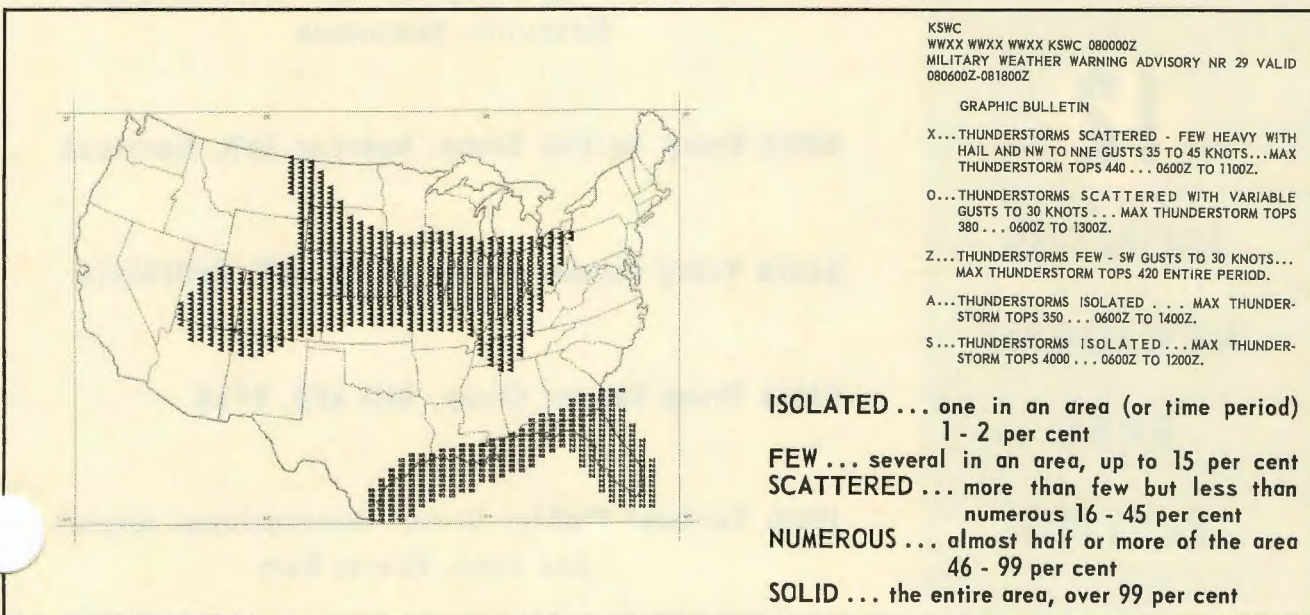 KSWC
WWXX WWXX WWXX KSWC 080000Z
MILITARY WEATHER WARNING ADVISORY NR 29 VALID
080600Z-081800Z
GRAPHIC BULLETIN
X...THUNDERSTORMS SCATTERED - FEW HEAVY WITH
HAIL AND NW TO NNE GUSTS 35 TO 45 KNOTS...MAX
THUNDERSTORM TOPS 440 ... 0600Z TO 1100Z.
O...THUNDERSTORMS SCATTERED WITH VARIABLE
GUSTS TO 30 KNOTS ... MAX THUNDERSTORM TOPS
380 ... 0600Z TO 1300Z.
Z...THUNDERSTORMS FEW - SW GUSTS TO 30 KNOTS...
MAX THUNDERSTORM TOPS 420 ENTIRE PERIOD.
A...THUNDERSTORMS ISOLATED ... MAX THUNDER-
STORM TOPS 350 ... 0600Z TO 1400Z.
S...THUNDERSTORMS ISOLATED...MAX THUNDER-
STORM TOPS 4000 ... 0600Z TO 1200Z.
ISOLATED ... one in an area (or time period)
1 - 2 per cent
FEW ... several in an area, up to 15 per cent
SCATTERED ... more than few but less than
numerous 16 - 45 per cent
NUMEROUS ... almost half or more of the area
46 - 99 per cent
SOLID ... the entire area, over 99 per cent